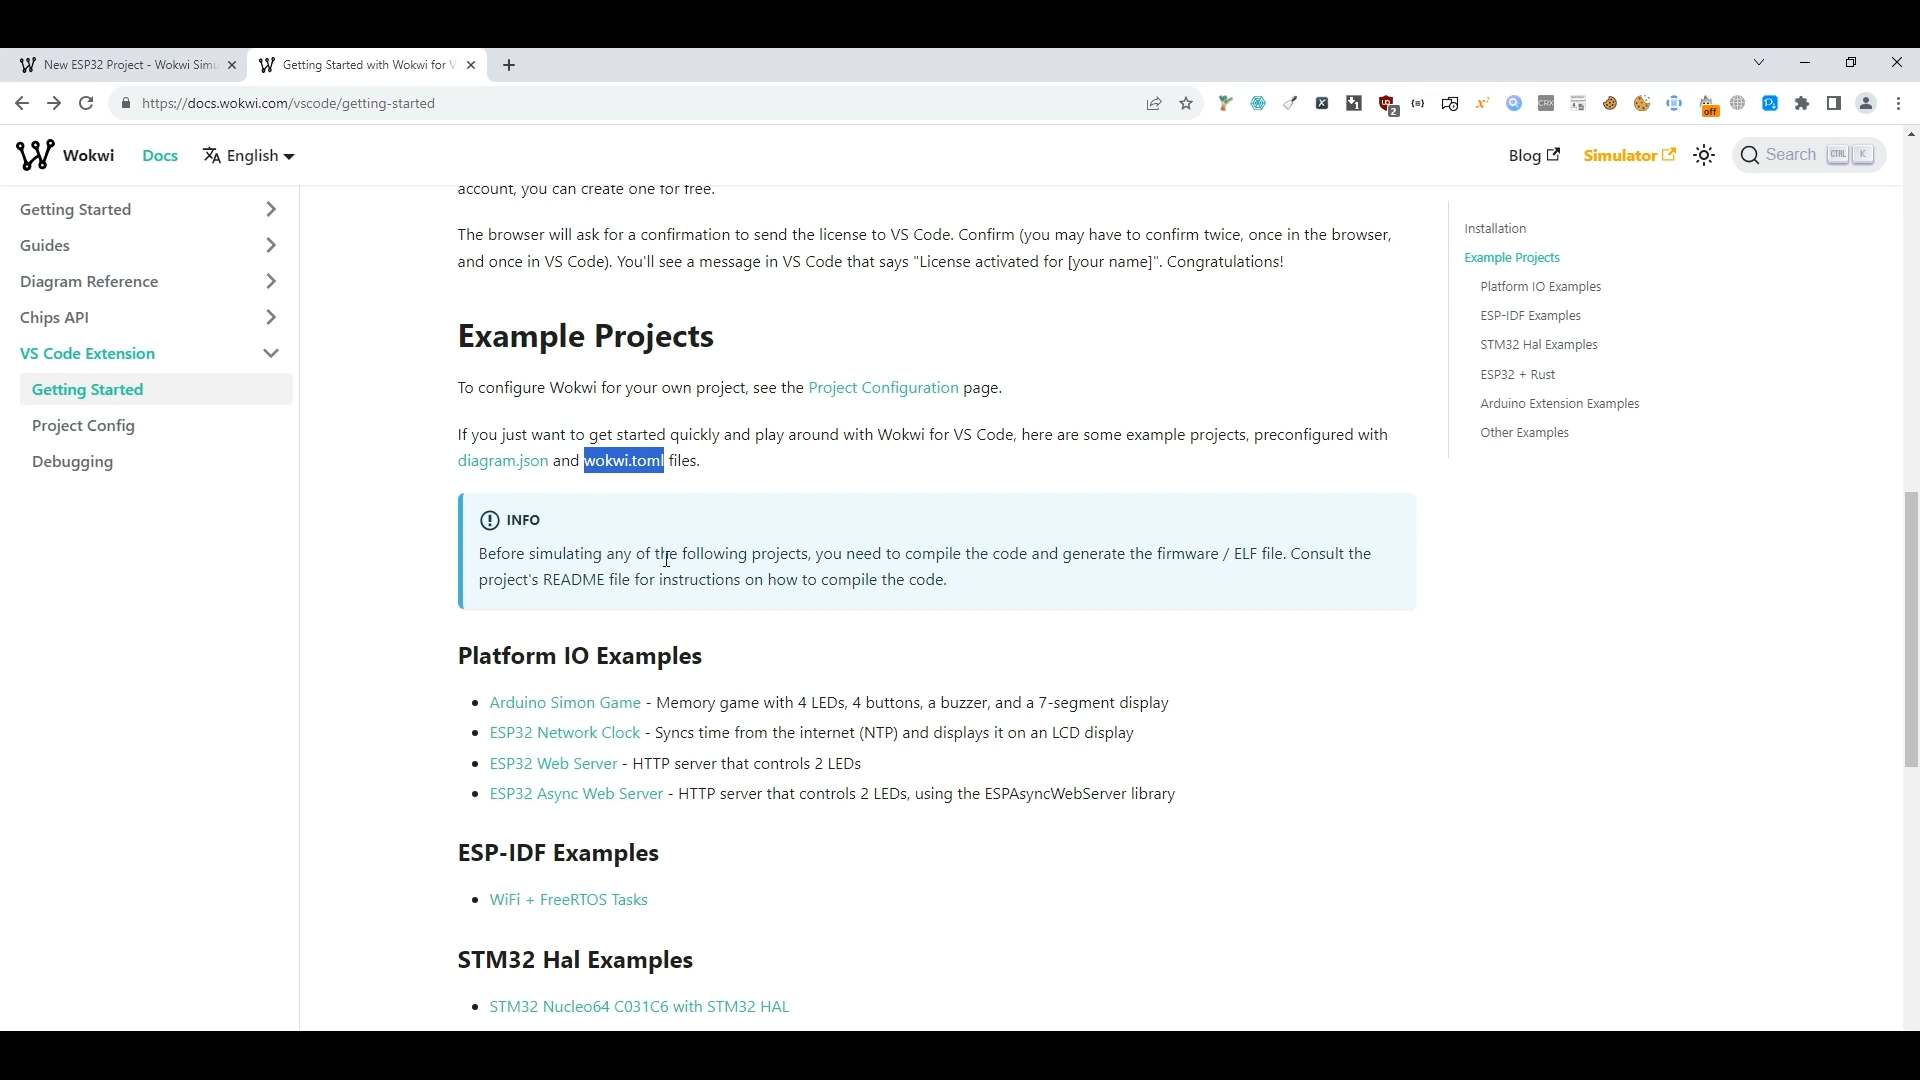 New ESP32 Project - Wokwi Simu
Getting Started with Wokwi for V
https://docs.wokwi.com/vscode/getting-started
2
CRX
off
Wokwi
Docs
English
Blog
Simulator
Search
CTRL
K
Getting Started
Guides
Diagram Reference
Chips API
VS Code Extension
Getting Started
Project Config
Debugging
account, you can create one for free.
The browser will ask for a confirmation to send the license to VS Code. Confirm (you may have to confirm twice, once in the browser,
and once in VS Code). You'll see a message in VS Code that says "License activated for [your name]". Congratulations!
Example Projects
To configure Wokwi for your own project, see the Project Configuration page.
If you just want to get started quickly and play around with Wokwi for VS Code, here are some example projects, preconfigured with
diagram.json and wokwi.toml files.
INFO
Before simulating any of the following projects, you need to compile the code and generate the firmware / ELF file. Consult the
project's README file for instructions on how to compile the code.
Platform IO Examples
Arduino Simon Game - Memory game with 4 LEDs, 4 buttons, a buzzer, and a 7-segment display
ESP32 Network Clock - Syncs time from the internet (NTP) and displays it on an LCD display
ESP32 Web Server - HTTP server that controls 2 LEDs
ESP32 Async Web Server - HTTP server that controls 2 LEDs, using the ESPAsyncWebServer library
ESP-IDF Examples
WiFi + FreeRTOS Tasks
STM32 Hal Examples
STM32 Nucleo64 C031C6 with STM32 HAL
Installation
Example Projects
Platform IO Examples
ESP-IDF Examples
STM32 Hal Examples
ESP32 + Rust
Arduino Extension Examples
Other Examples